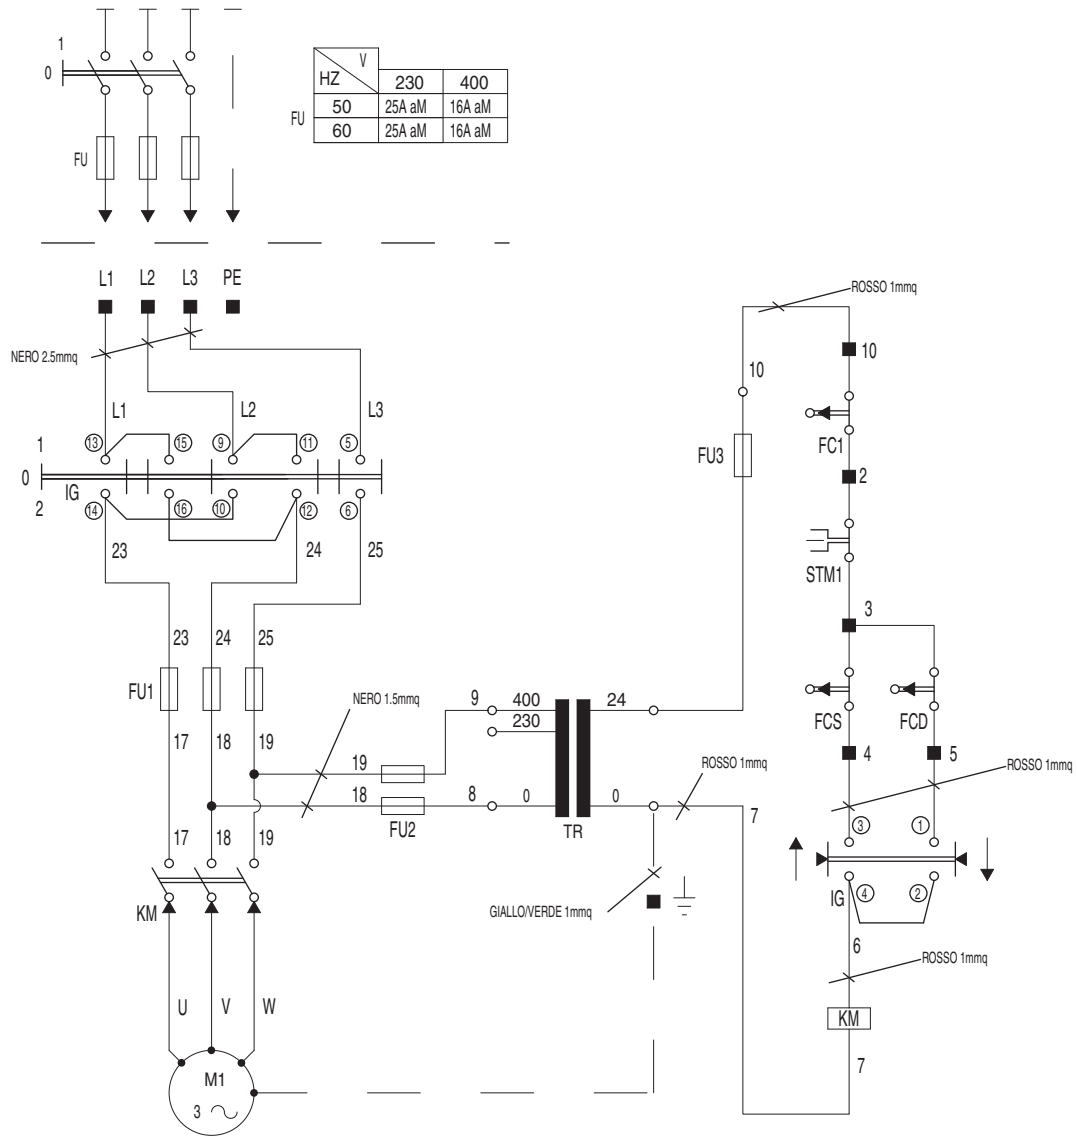 1
0
FU
V
HZ 230 400
FU 50 25A aM 16A aM
60 25A aM 16A aM
L1 L2 L3 PE
NERO 2.5mmq
L1 L2 L3
1 13 15 9 11 5
0
IG
2 14 16 10 12 6
23 24 25
23 24 25
FU1
17 18 19
NERO 1.5mmq
19
18
FU2
17 18 19
KM
U V W
M1
3
9 400
230
8 0
TR
24
0
GIALLO/VERDE 1mmq
ROSSO 1mmq
7
FU3
10
ROSSO 1mmq
10
FC1
2
STM1
3
FCS FCD
4 5
ROSSO 1mmq
3 1
IG 4 2
6
ROSSO 1mmq
KM
7